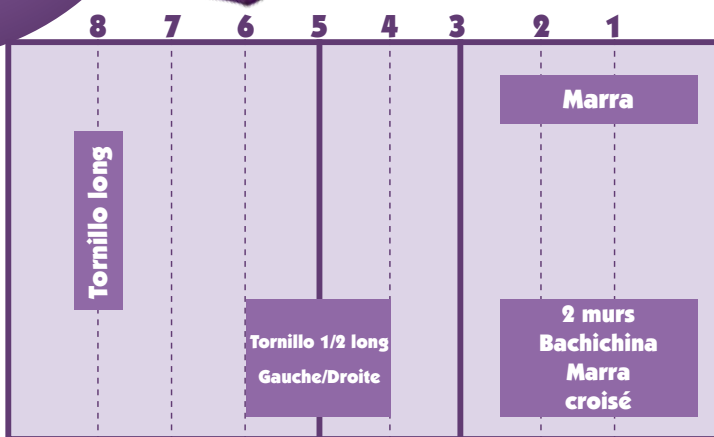 8 7 6 5 4 3 2 1
Marra
Tornillo long
Tornillo 1/2 long
Gauche/Droite
2 murs
Bachichina
Marra
croisé